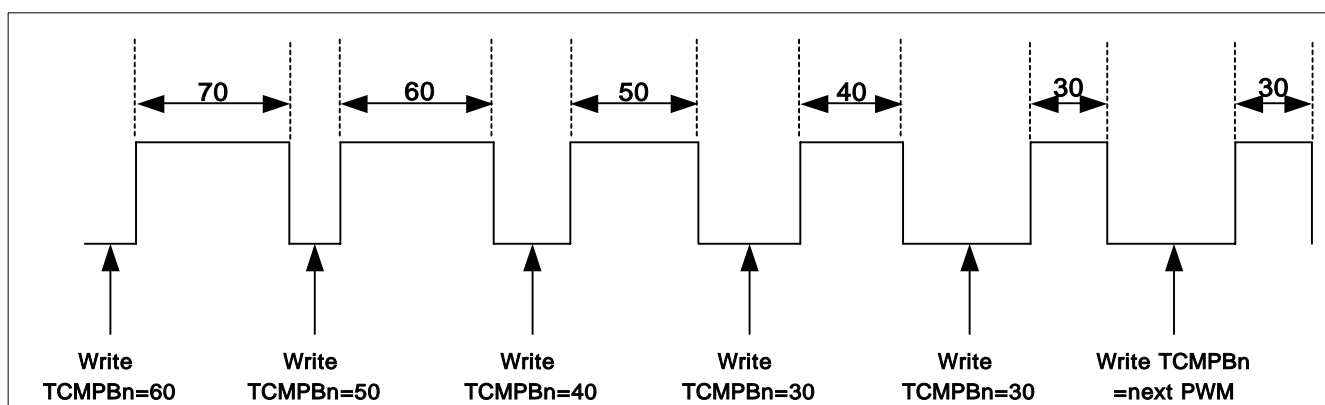 70
60
50
40
30
30
Write
TCMPBn=60
Write
TCMPBn=50
Write
TCMPBn=40
Write
TCMPBn=30
Write
TCMPBn=30
Write TCMPBn
=next PWM